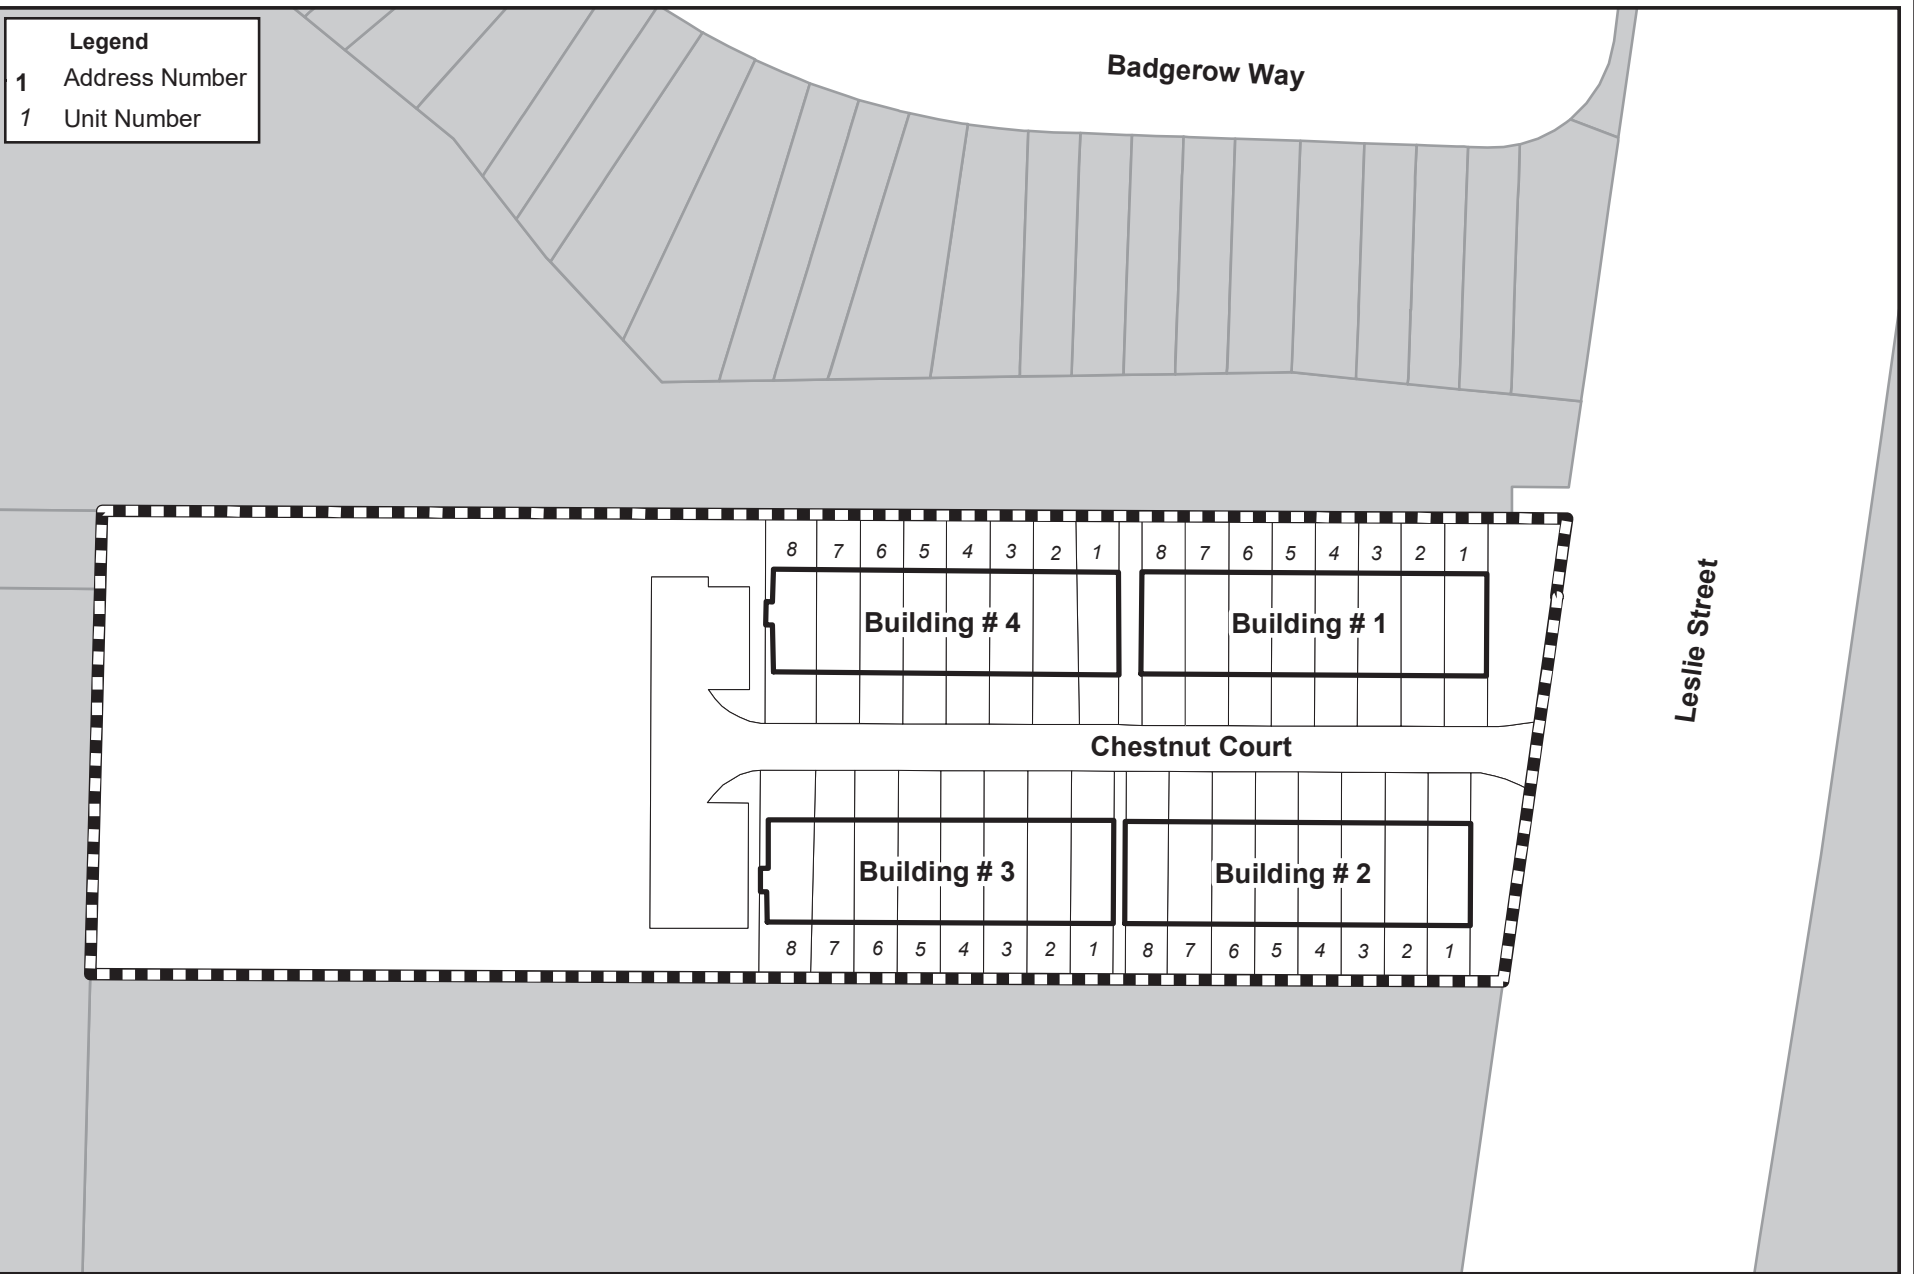 Legend
1 Address Number
1 Unit Number
Badgerow Way
Leslie Street
8 7 6 5 4 3 2 1 8 7 6 5 4 3 2 1
Building # 4 Building # 1
Chestnut Court
Building # 3 Building # 2
8 7 6 5 4 3 2 1 8 7 6 5 4 3 2 1